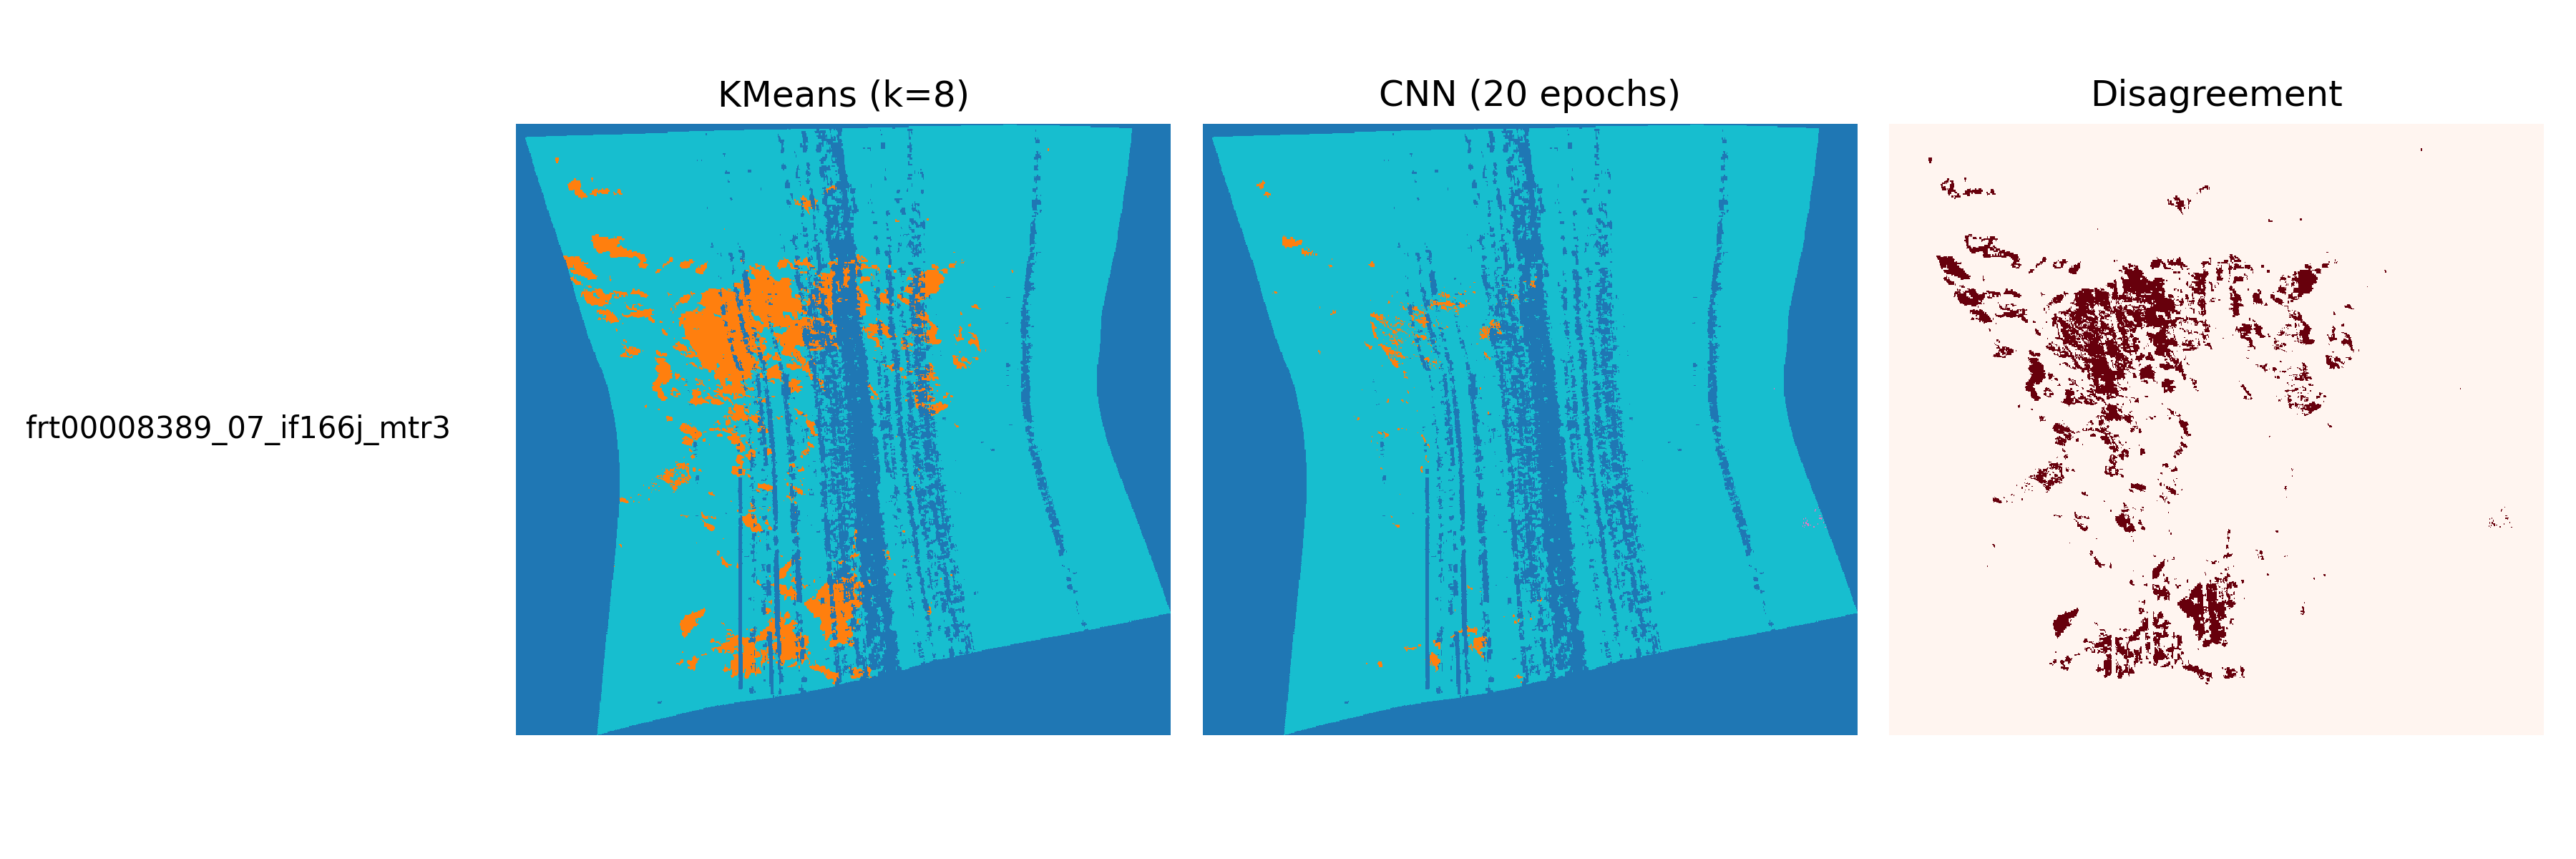 KMeans (k=8)
CNN (20 epochs)
Disagreement
frt00008389_07_if166j_mtr3